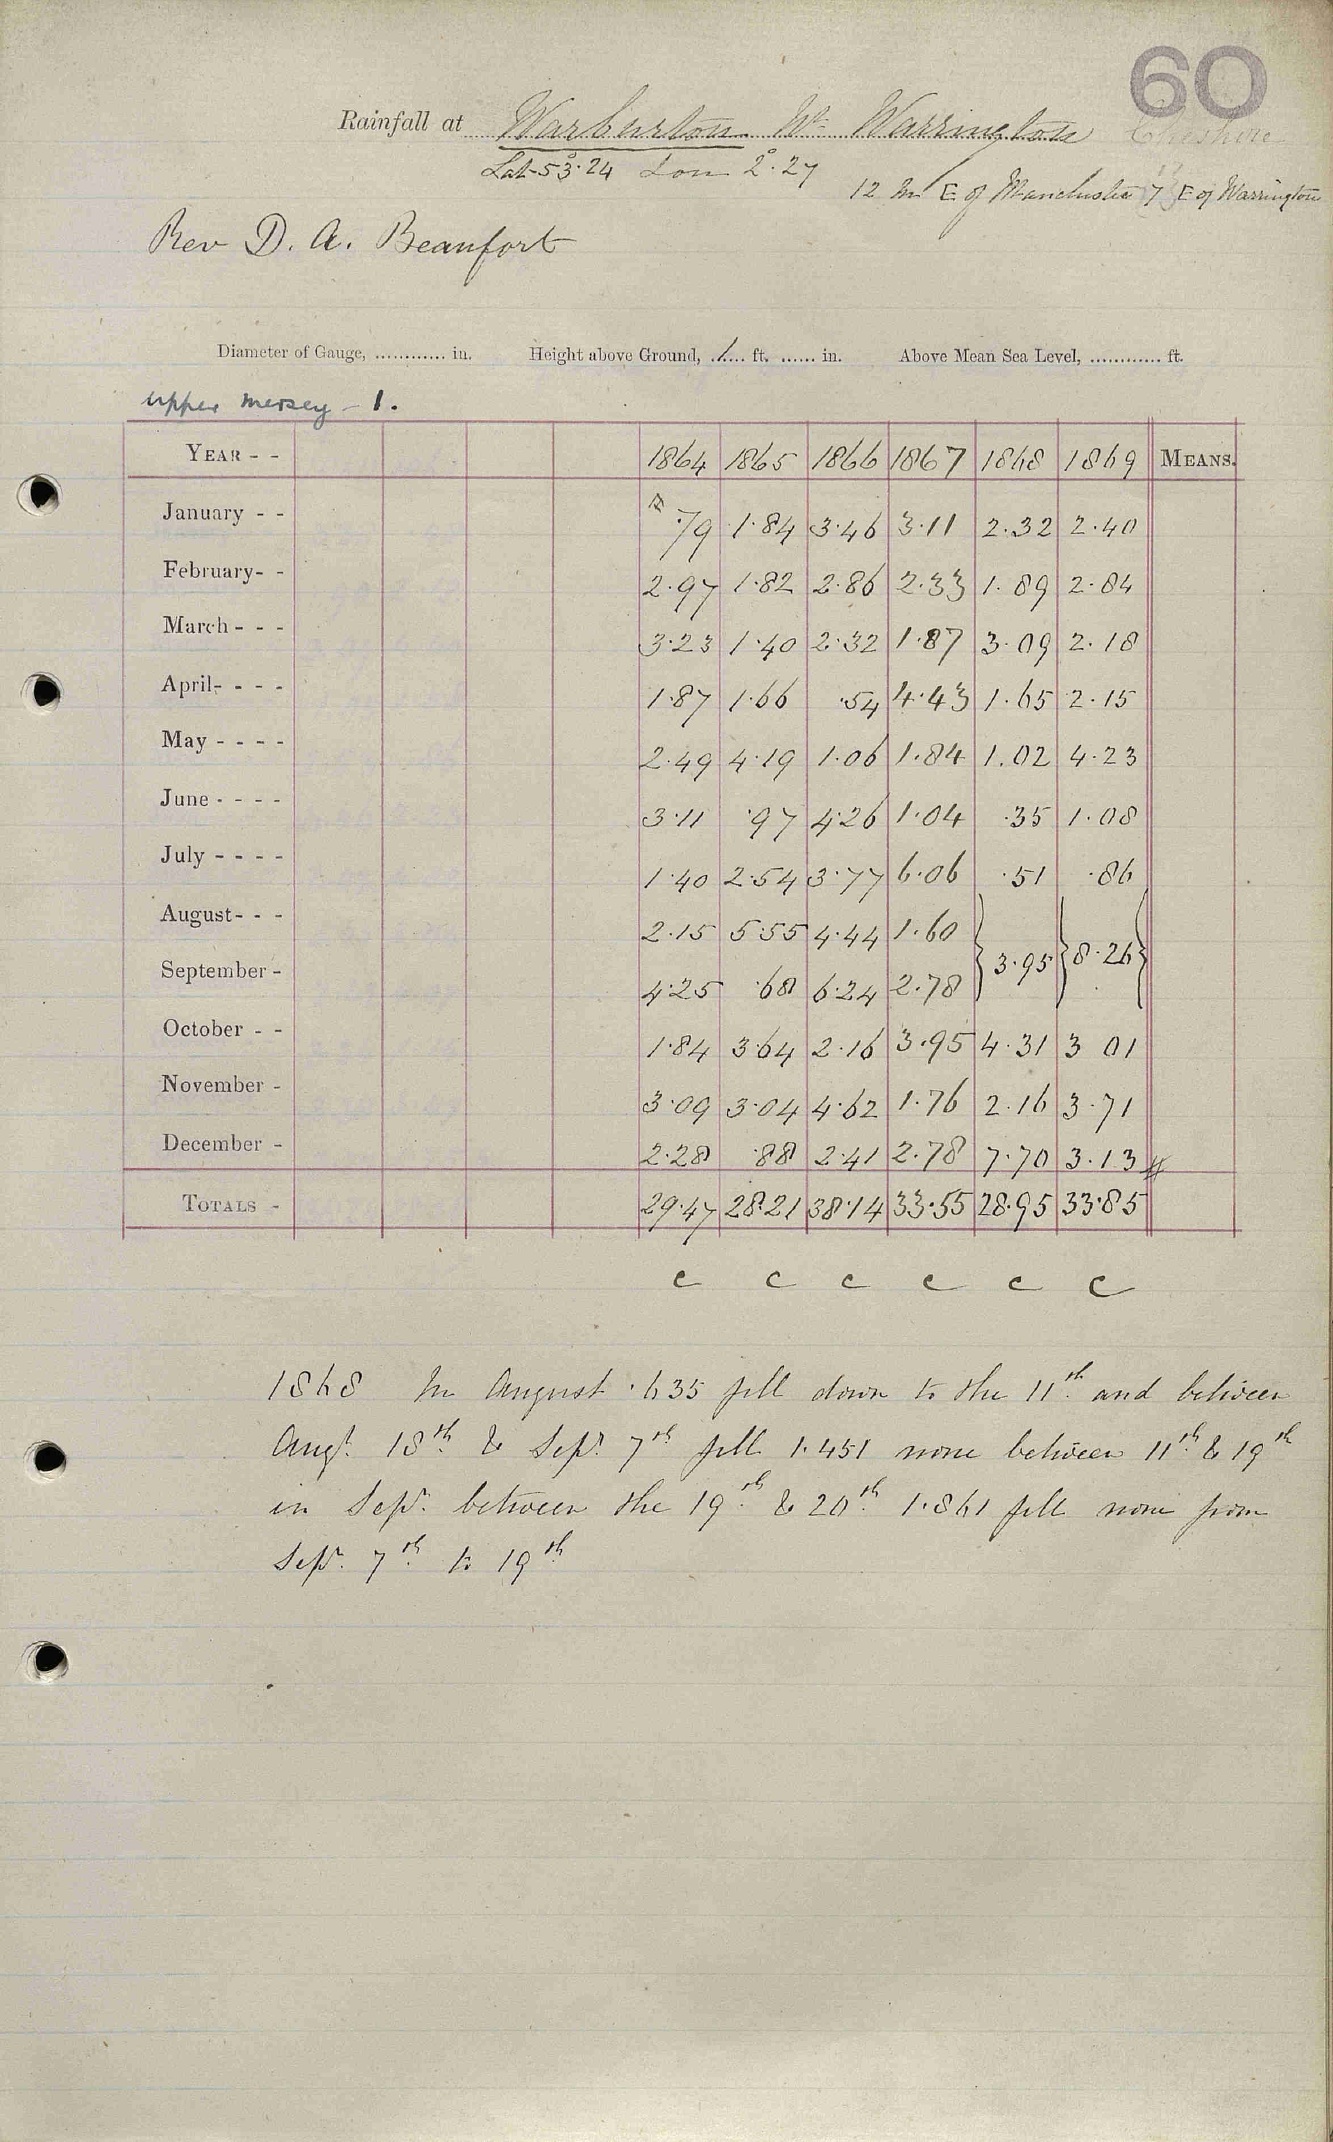 60
Rainfall at Warburton Nr Warrington Cheshire
Lat 53°.24 Lon 2°.27
12 M E of Manchester 7 E of Warrington
Rev D. A. Beaufort
Diameter of Gauge, ............ in. Height above Ground, ..1.... ft. ...... in. Above Mean Sea Level, ............ ft.
Upper Mersey - 1.
YEAR - - 1864 1865 1866 1867 1868 1869 MEANS.
January - - .79 1.84 3.46 3.11 2.32 2.40
February- - 2.97 1.82 2.86 2.33 1.89 2.84
March - - - 3.23 1.40 2.32 1.87 3.09 2.18
April- - - - 1.87 1.66 .54 4.43 1.65 2.15
May - - - - 2.49 4.19 1.06 1.84 1.02 4.23
June - - - - 3.11 .97 4.26 1.04 .35 1.08
July - - - - 1.40 2.54 3.77 6.06 .51 .86
August- - - 2.15 5.55 4.44 1.60 } 3.95 } 8.26 }
September - 4.25 .68 6.24 2.78
October - - 1.84 3.64 2.16 3.95 4.31 3 01
November - 3.09 3.04 4.62 1.76 2.16 3.71
December - 2.28 .88 2.41 2.78 7.70 3.13
TOTALS - 29.47 28.21 38.14 33.55 28.95 33.85
c c c c c c
1868 In August .635 fell down to the 11th and between
Augt. 18th & Sepr. 7th fell 1.451 none between 11th & 19th
in Sepr. between the 19th & 20th 1.861 fell none from
Sepr. 7th to 19th